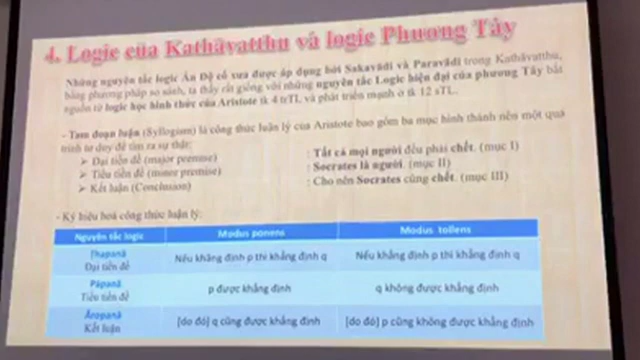 4. Logic của Kathāvatthu và logic Phương Tây
Những nguyên tắc logic Ấn Độ cổ xưa được áp dụng bởi Sakavādi và Paravādi trong Kathāvatthu,
bằng phương pháp so sánh, ta thấy rất giống với những nguyên tắc Logic hiện đại của phương Tây bắt
nguồn từ logic học hình thức của Aristote tk 4 trTL và phát triển mạnh ở tk 12 sTL.
- Tam đoạn luận (Syllogism) là công thức luận lý của Aristote bao gồm ba mục hình thành nên một quá
trình tư duy để tìm ra sự thật:
➢ Đại tiền đề (major premise) : Tất cả mọi người đều phải chết. (mục I)
➢ Tiểu tiền đề (minor premise) : Socrates là người. (mục II)
➢ Kết luận (Conclusion) : Cho nên Socrates cũng chết. (mục III)
- Ký hiệu hoá công thức luận lý:
Nguyên tắc logic Modus ponens Modus tollens
Ṭhapanā
Đại tiền đề Nếu khẳng định p thì khẳng định q Nếu khẳng định p thì khẳng định q
Pāpanā
Tiểu tiền đề p được khẳng định q không được khẳng định
Āropanā
Kết luận [do đó] q cũng được khẳng định [do đó] p cũng không được khẳng định